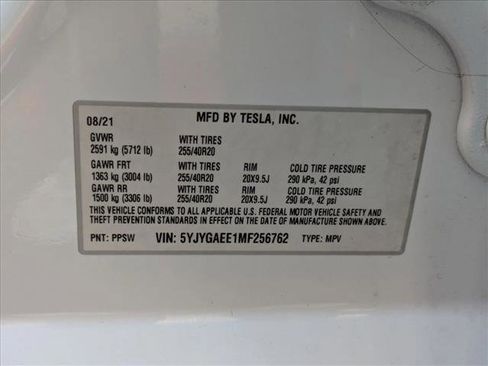 08/21 MFD BY TESLA, INC.
GVWR WITH TIRES
2591 kg (5712 lb) 255/40R20
GAWR FRT WITH TIRES RIM COLD TIRE PRESSURE
1363 kg (3004 lb) 255/40R20 20X9.5J 290 kPa, 42 psi
GAWR RR WITH TIRES RIM COLD TIRE PRESSURE
1500 kg (3306 lb) 255/40R20 20X9.5J 290 kPa, 42 psi
THIS VEHICLE CONFORMS TO ALL APPLICABLE U.S. FEDERAL MOTOR VEHICLE SAFETY AND
THEFT PREVENTION STANDARDS IN EFFECT ON THE DATE OF MANUFACTURE SHOWN ABOVE.
PNT: PPSW VIN: 5YJYGAEE1MF256762 TYPE: MPV